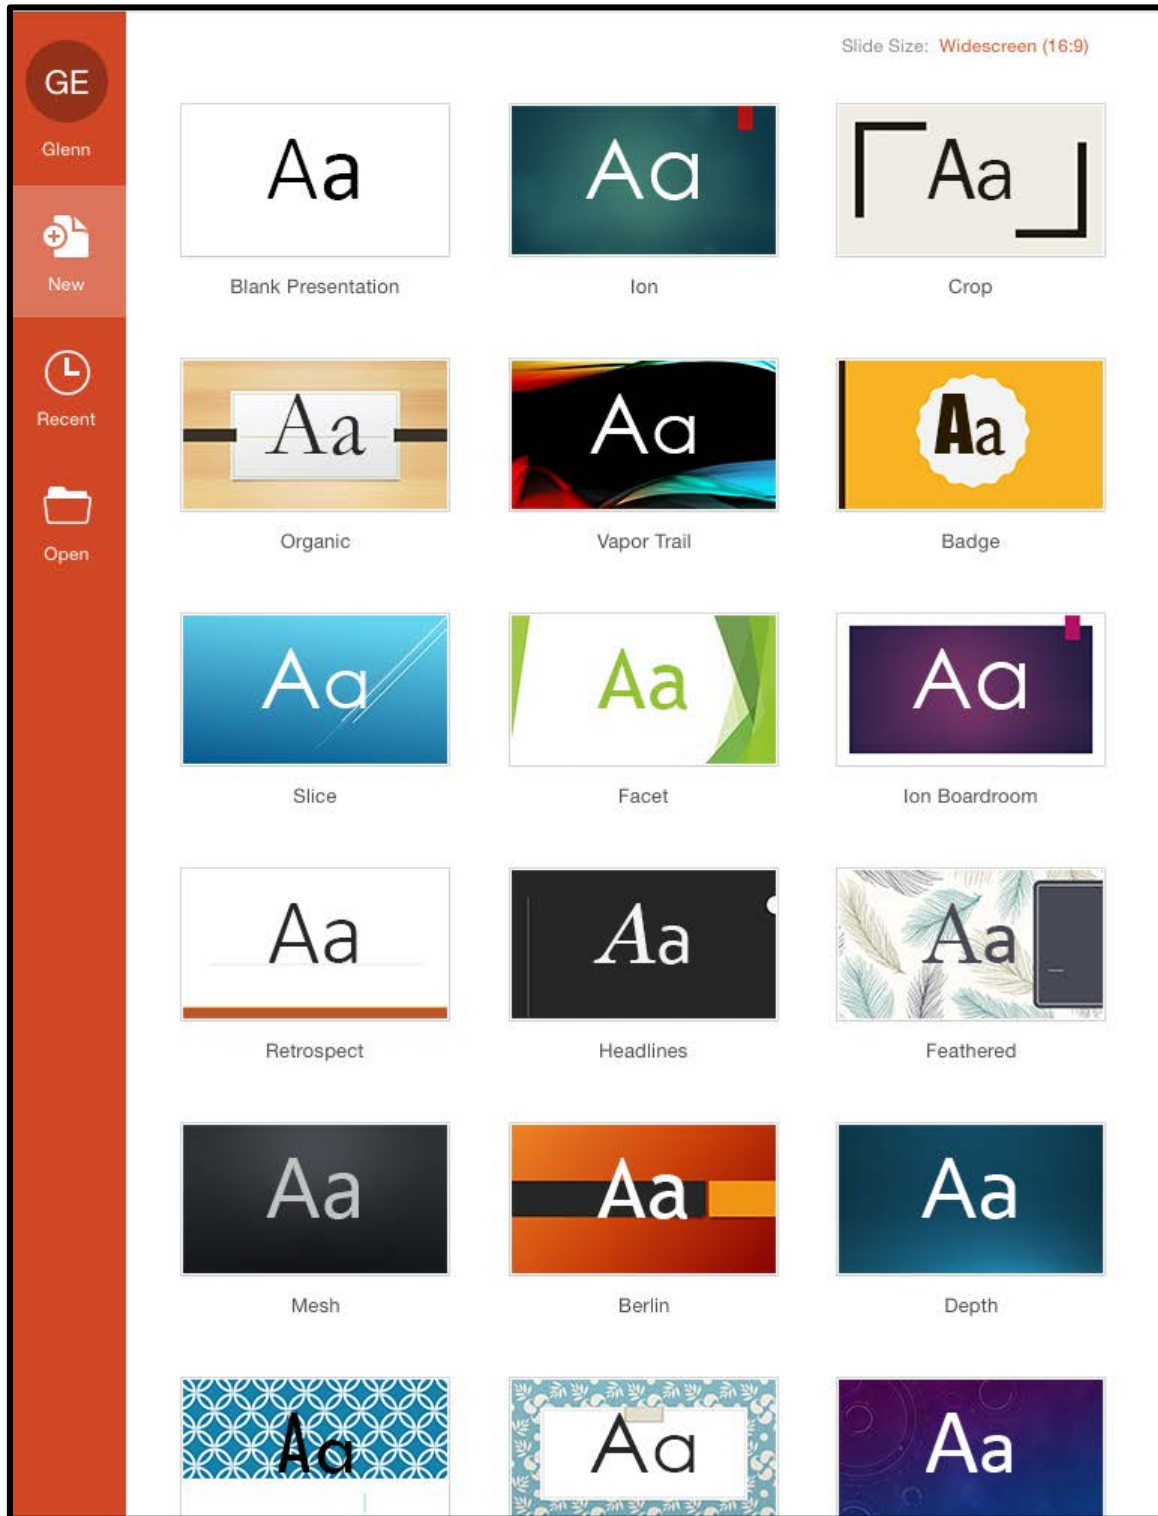 Slide Size: Widescreen (16:9)
GE
Glenn
New
Recent
Open
Aa Aa Aa
Blank Presentation Ion Crop
Aa Aa Aa
Organic Vapor Trail Badge
Aa Aa Aa
Slice Facet Ion Boardroom
Aa Aa Aa
Retrospect Headlines Feathered
Aa Aa Aa
Mesh Berlin Depth
Aa Aa Aa